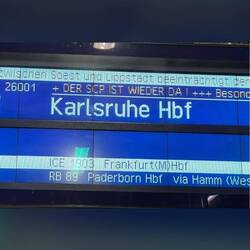 zwischen Soest und Lippstadt beeinträchtigt den
26001 + DER SCP IST WIEDER DA ! +++ Besond
Karlsruhe Hbf
ICE 1903 Frankfurt(M)Hbf
RB 89 Paderborn Hbf via Hamm (Wes